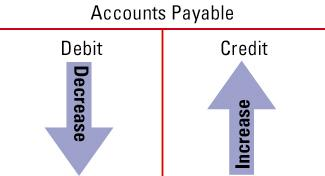 Accounts Payable
Debit
Credit
Decrease
Increase